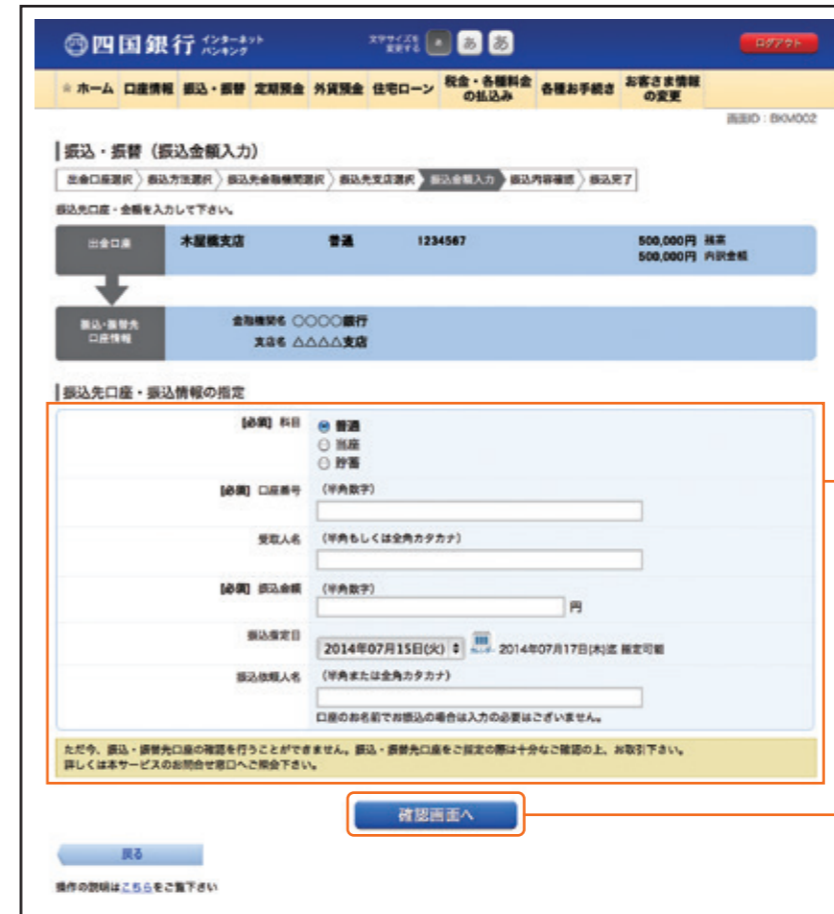 四国銀行 インターネットバンキング 文字サイズを変更する あ あ あ ログアウト
ホーム 口座情報 振込・振替 定期預金 外貨預金 住宅ローン 税金・各種料金の払込み 各種お手続き お客さま情報の変更
画面ID：BKM002
振込・振替（振込金額入力）
出金口座選択 振込方法選択 振込先金融機関選択 振込先支店選択 振込金額入力 振込内容確認 振込完了
振込先口座・金額を入力して下さい。
出金口座 木屋橋支店 普通 1234567 500,000円 残高
500,000円 内訳金額
振込・振替先口座情報 金融機関名 〇〇〇〇銀行
支店名 △△△△支店
振込先口座・振込情報の指定
[必須] 科目 普通
当座
貯蓄
[必須] 口座番号 （半角数字）
受取人名 （半角もしくは全角カタカナ）
[必須] 振込金額 （半角数字）
円
振込指定日 2014年07月15日(火) 2014年07月17日(木)迄 指定可能
振込依頼人名 （半角または全角カタカナ）
口座のお名前でお振込の場合は入力の必要はございません。
ただ今、振込・振替先口座の確認を行うことができません。振込・振替先口座をご指定の際は十分なご確認の上、お取引下さい。
詳しくは本サービスのお問合せ窓口へご照会下さい。
確認画面へ
戻る
操作の説明はこちらをご覧下さい